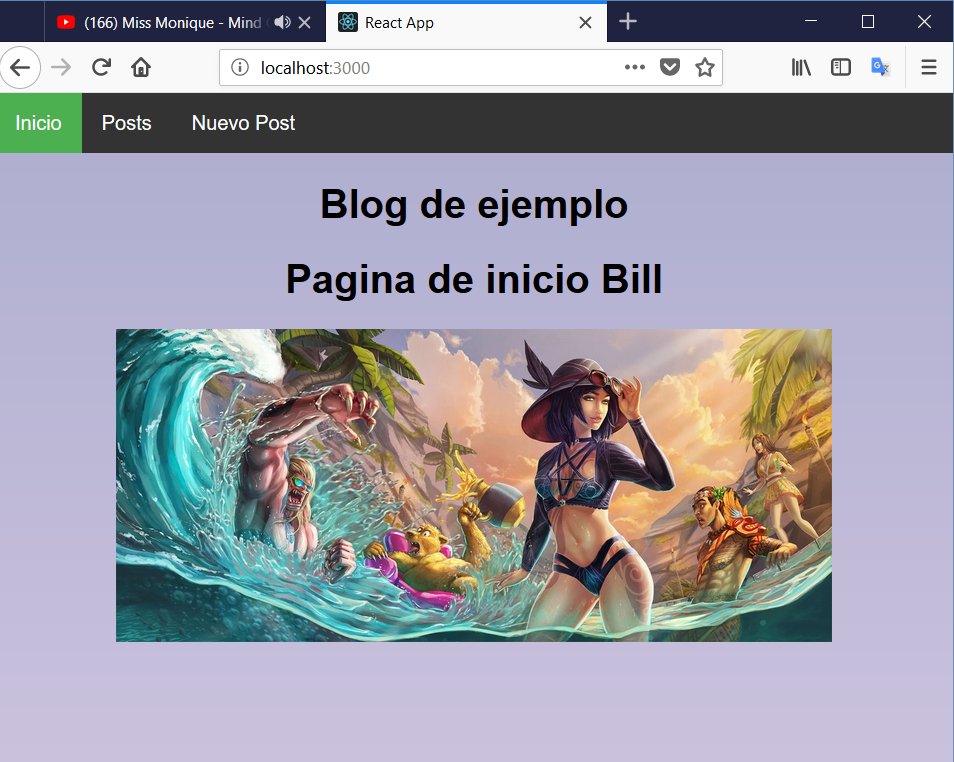 (166) Miss Monique - Mind
React App
localhost:3000
Inicio Posts Nuevo Post
Blog de ejemplo
Pagina de inicio Bill